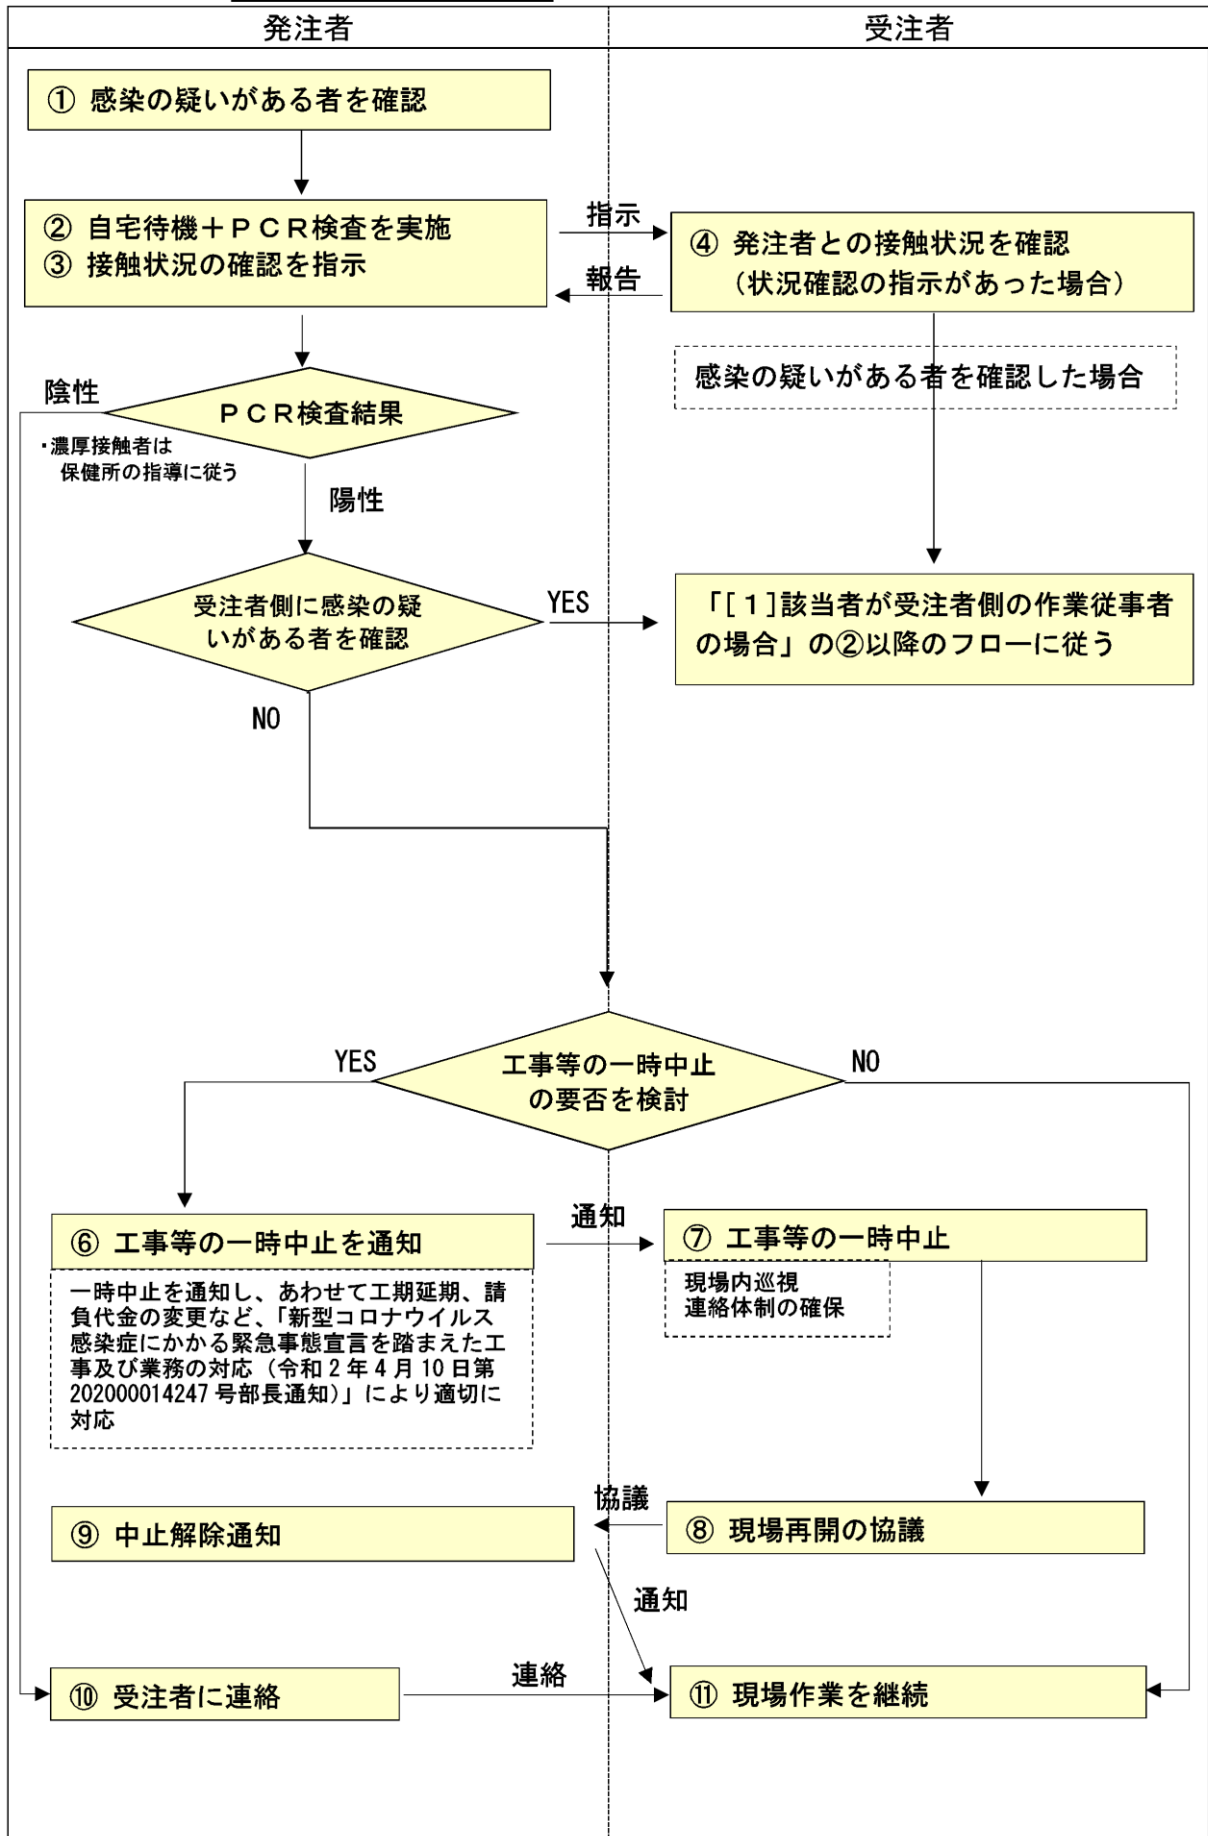 発注者
受注者
① 感染の疑いがある者を確認
② 自宅待機＋ＰＣＲ検査を実施
③ 接触状況の確認を指示
指示
報告
④ 発注者との接触状況を確認
（状況確認の指示があった場合）
感染の疑いがある者を確認した場合
陰性
ＰＣＲ検査結果
・濃厚接触者は
保健所の指導に従う
陽性
受注者側に感染の疑
いがある者を確認
YES
「[１]該当者が受注者側の作業従事者
の場合」の②以降のフローに従う
NO
工事等の一時中止
の要否を検討
YES
NO
⑥ 工事等の一時中止を通知
通知
⑦ 工事等の一時中止
一時中止を通知し、あわせて工期延期、請
負代金の変更など、「新型コロナウイルス
感染症にかかる緊急事態宣言を踏まえた工
事及び業務の対応（令和２年４月10日第
202000014247号部長通知）」により適切に
対応
現場内巡視
連絡体制の確保
協議
⑨ 中止解除通知
⑧ 現場再開の協議
通知
⑩ 受注者に連絡
連絡
⑪ 現場作業を継続